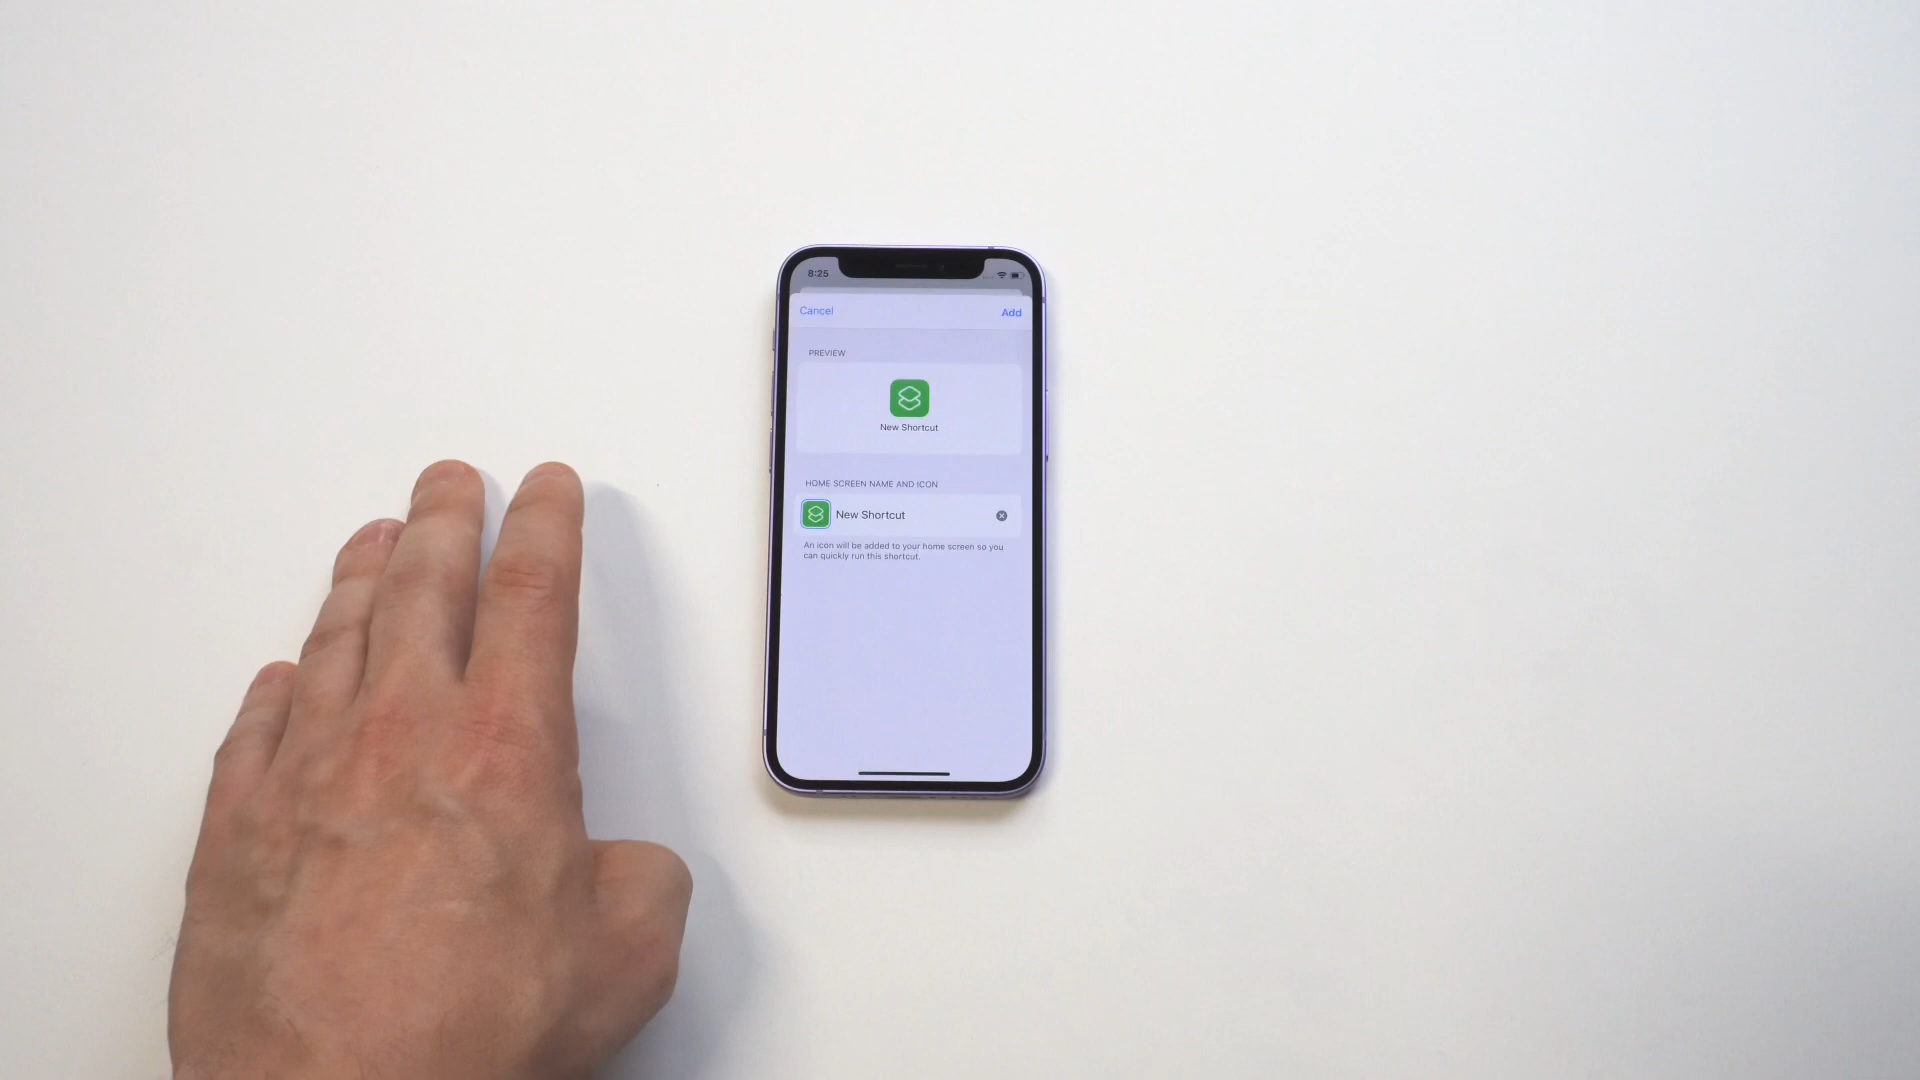 8:25
Cancel
Add
PREVIEW
New Shortcut
HOME SCREEN NAME AND ICON
New Shortcut
An icon will be added to your home screen so you
can quickly run this shortcut.